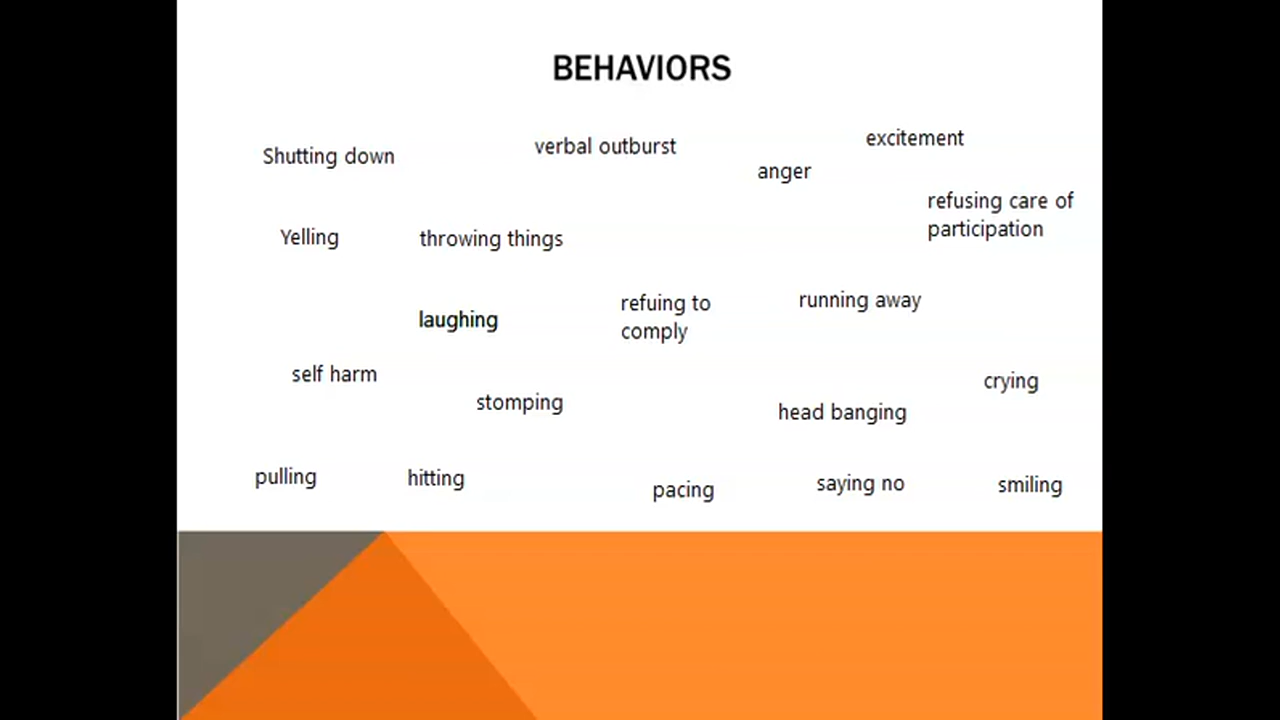 BEHAVIORS
Shutting down
verbal outburst
excitement
anger
refusing care of
participation
Yelling
throwing things
laughing
refuing to
comply
running away
self harm
stomping
head banging
crying
pulling
hitting
pacing
saying no
smiling